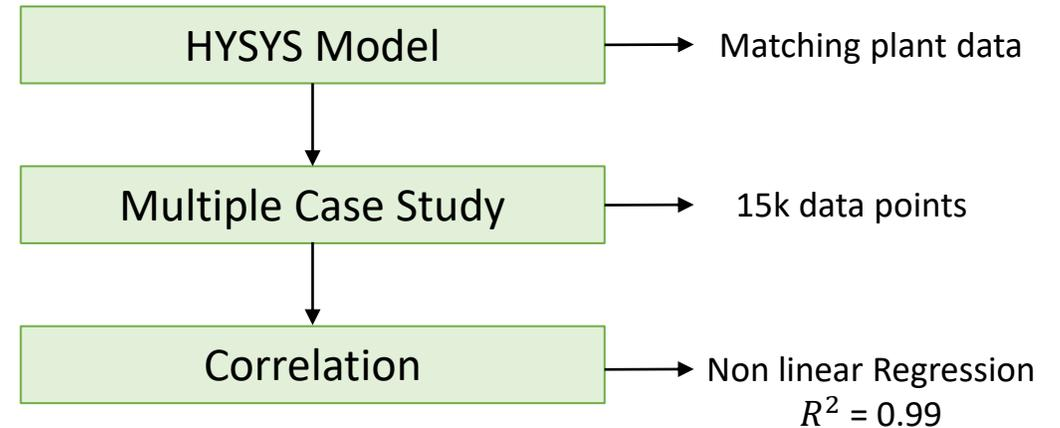 HYSYS Model
Matching plant data
Multiple Case Study
15k data points
Correlation
Non linear Regression
𝑅² = 0.99